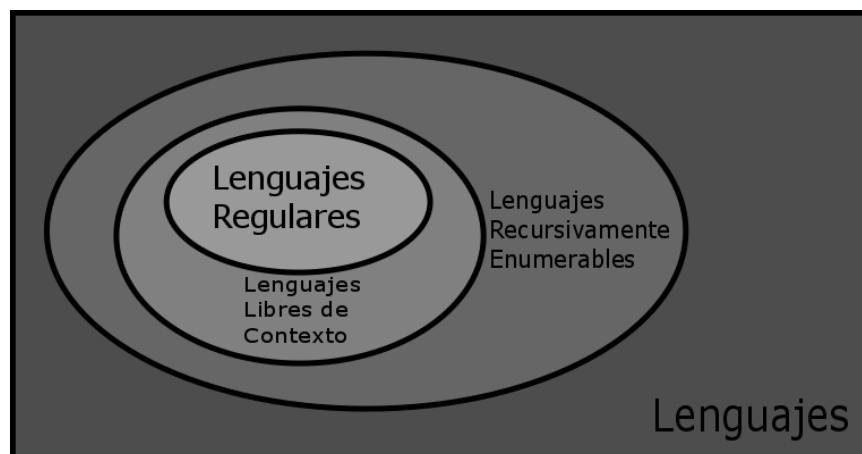 Lenguajes
Regulares
Lenguajes
Recursivamente
Enumerables
Lenguajes
Libres de
Contexto
Lenguajes